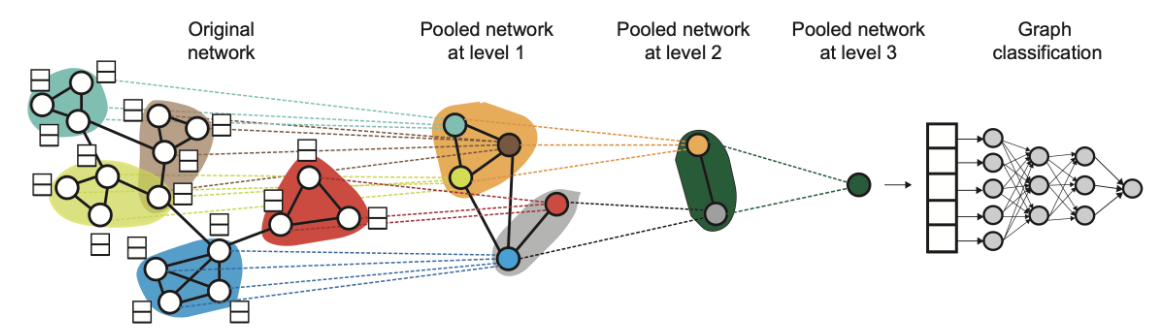 Original
network
Pooled network
at level 1
Pooled network
at level 2
Pooled network
at level 3
Graph
classification